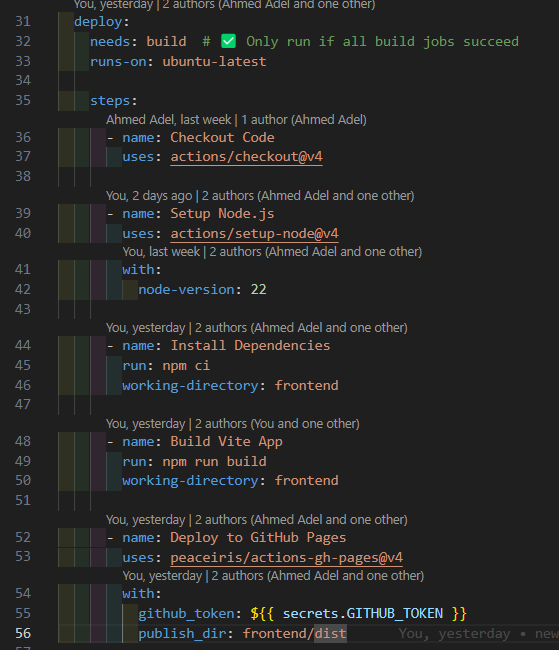 You, yesterday | 2 authors (Ahmed Adel and one other)
31 deploy:
32 needs: build # ✅ Only run if all build jobs succeed
33 runs-on: ubuntu-latest
34
35 steps:
Ahmed Adel, last week | 1 author (Ahmed Adel)
36 - name: Checkout Code
37 uses: actions/checkout@v4
38
You, 2 days ago | 2 authors (Ahmed Adel and one other)
39 - name: Setup Node.js
40 uses: actions/setup-node@v4
You, last week | 2 authors (Ahmed Adel and one other)
41 with:
42 node-version: 22
43
You, yesterday | 2 authors (Ahmed Adel and one other)
44 - name: Install Dependencies
45 run: npm ci
46 working-directory: frontend
47
You, yesterday | 2 authors (You and one other)
48 - name: Build Vite App
49 run: npm run build
50 working-directory: frontend
51
You, yesterday | 2 authors (Ahmed Adel and one other)
52 - name: Deploy to GitHub Pages
53 uses: peaceiris/actions-gh-pages@v4
You, yesterday | 2 authors (Ahmed Adel and one other)
54 with:
55 github_token: ${{ secrets.GITHUB_TOKEN }}
56 publish_dir: frontend/dist You, yesterday • new